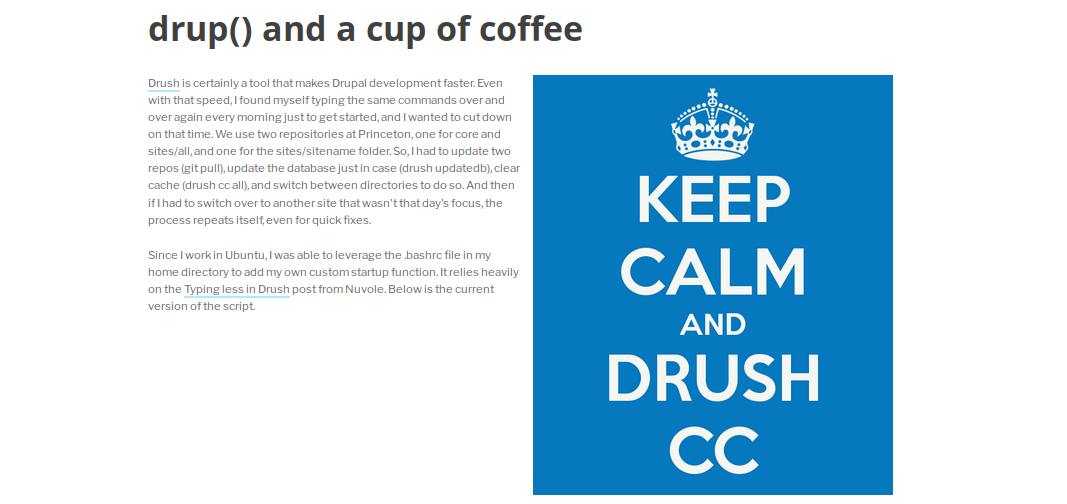 drup() and a cup of coffee
Drush is certainly a tool that makes Drupal development faster. Even
with that speed, I found myself typing the same commands over and
over again every morning just to get started, and I wanted to cut down
on that time. We use two repositories at Princeton, one for core and
sites/all, and one for the sites/sitename folder. So, I had to update two
repos (git pull), update the database just in case (drush updatedb), clear
cache (drush cc all), and switch between directories to do so. And then
if I had to switch over to another site that wasn't that day's focus, the
process repeats itself, even for quick fixes.
Since I work in Ubuntu, I was able to leverage the .bashrc file in my
home directory to add my own custom startup function. It relies heavily
on the Typing less in Drush post from Nuvole. Below is the current
version of the script.
KEEP
CALM
AND
DRUSH
CC